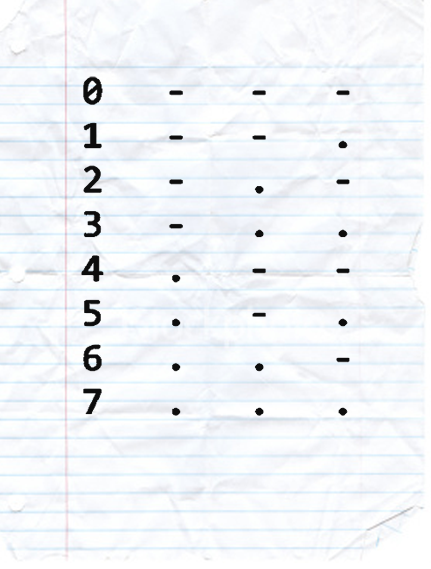 0 - - -
1 - - .
2 - . -
3 - . .
4 . - -
5 . - .
6 . . -
7 . . .